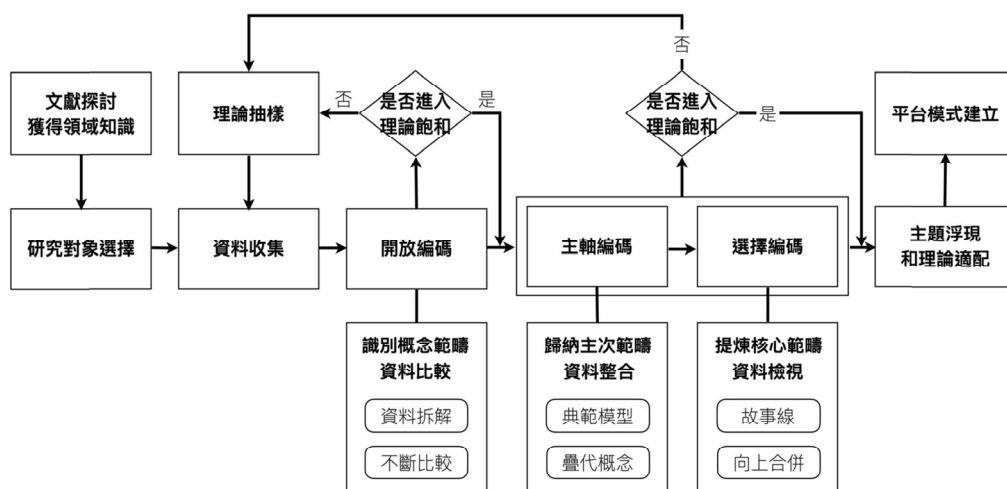 否
文獻探討
獲得領域知識
理論抽樣
否
是否進入
理論飽和
是
是否進入
理論飽和
是
平台模式建立
研究對象選擇
資料收集
開放編碼
主軸編碼
選擇編碼
主題浮現
和理論適配
識別概念範疇
資料比較
資料拆解
不斷比較
歸納主次範疇
資料整合
典範模型
疊代概念
提煉核心範疇
資料檢視
故事線
向上合併